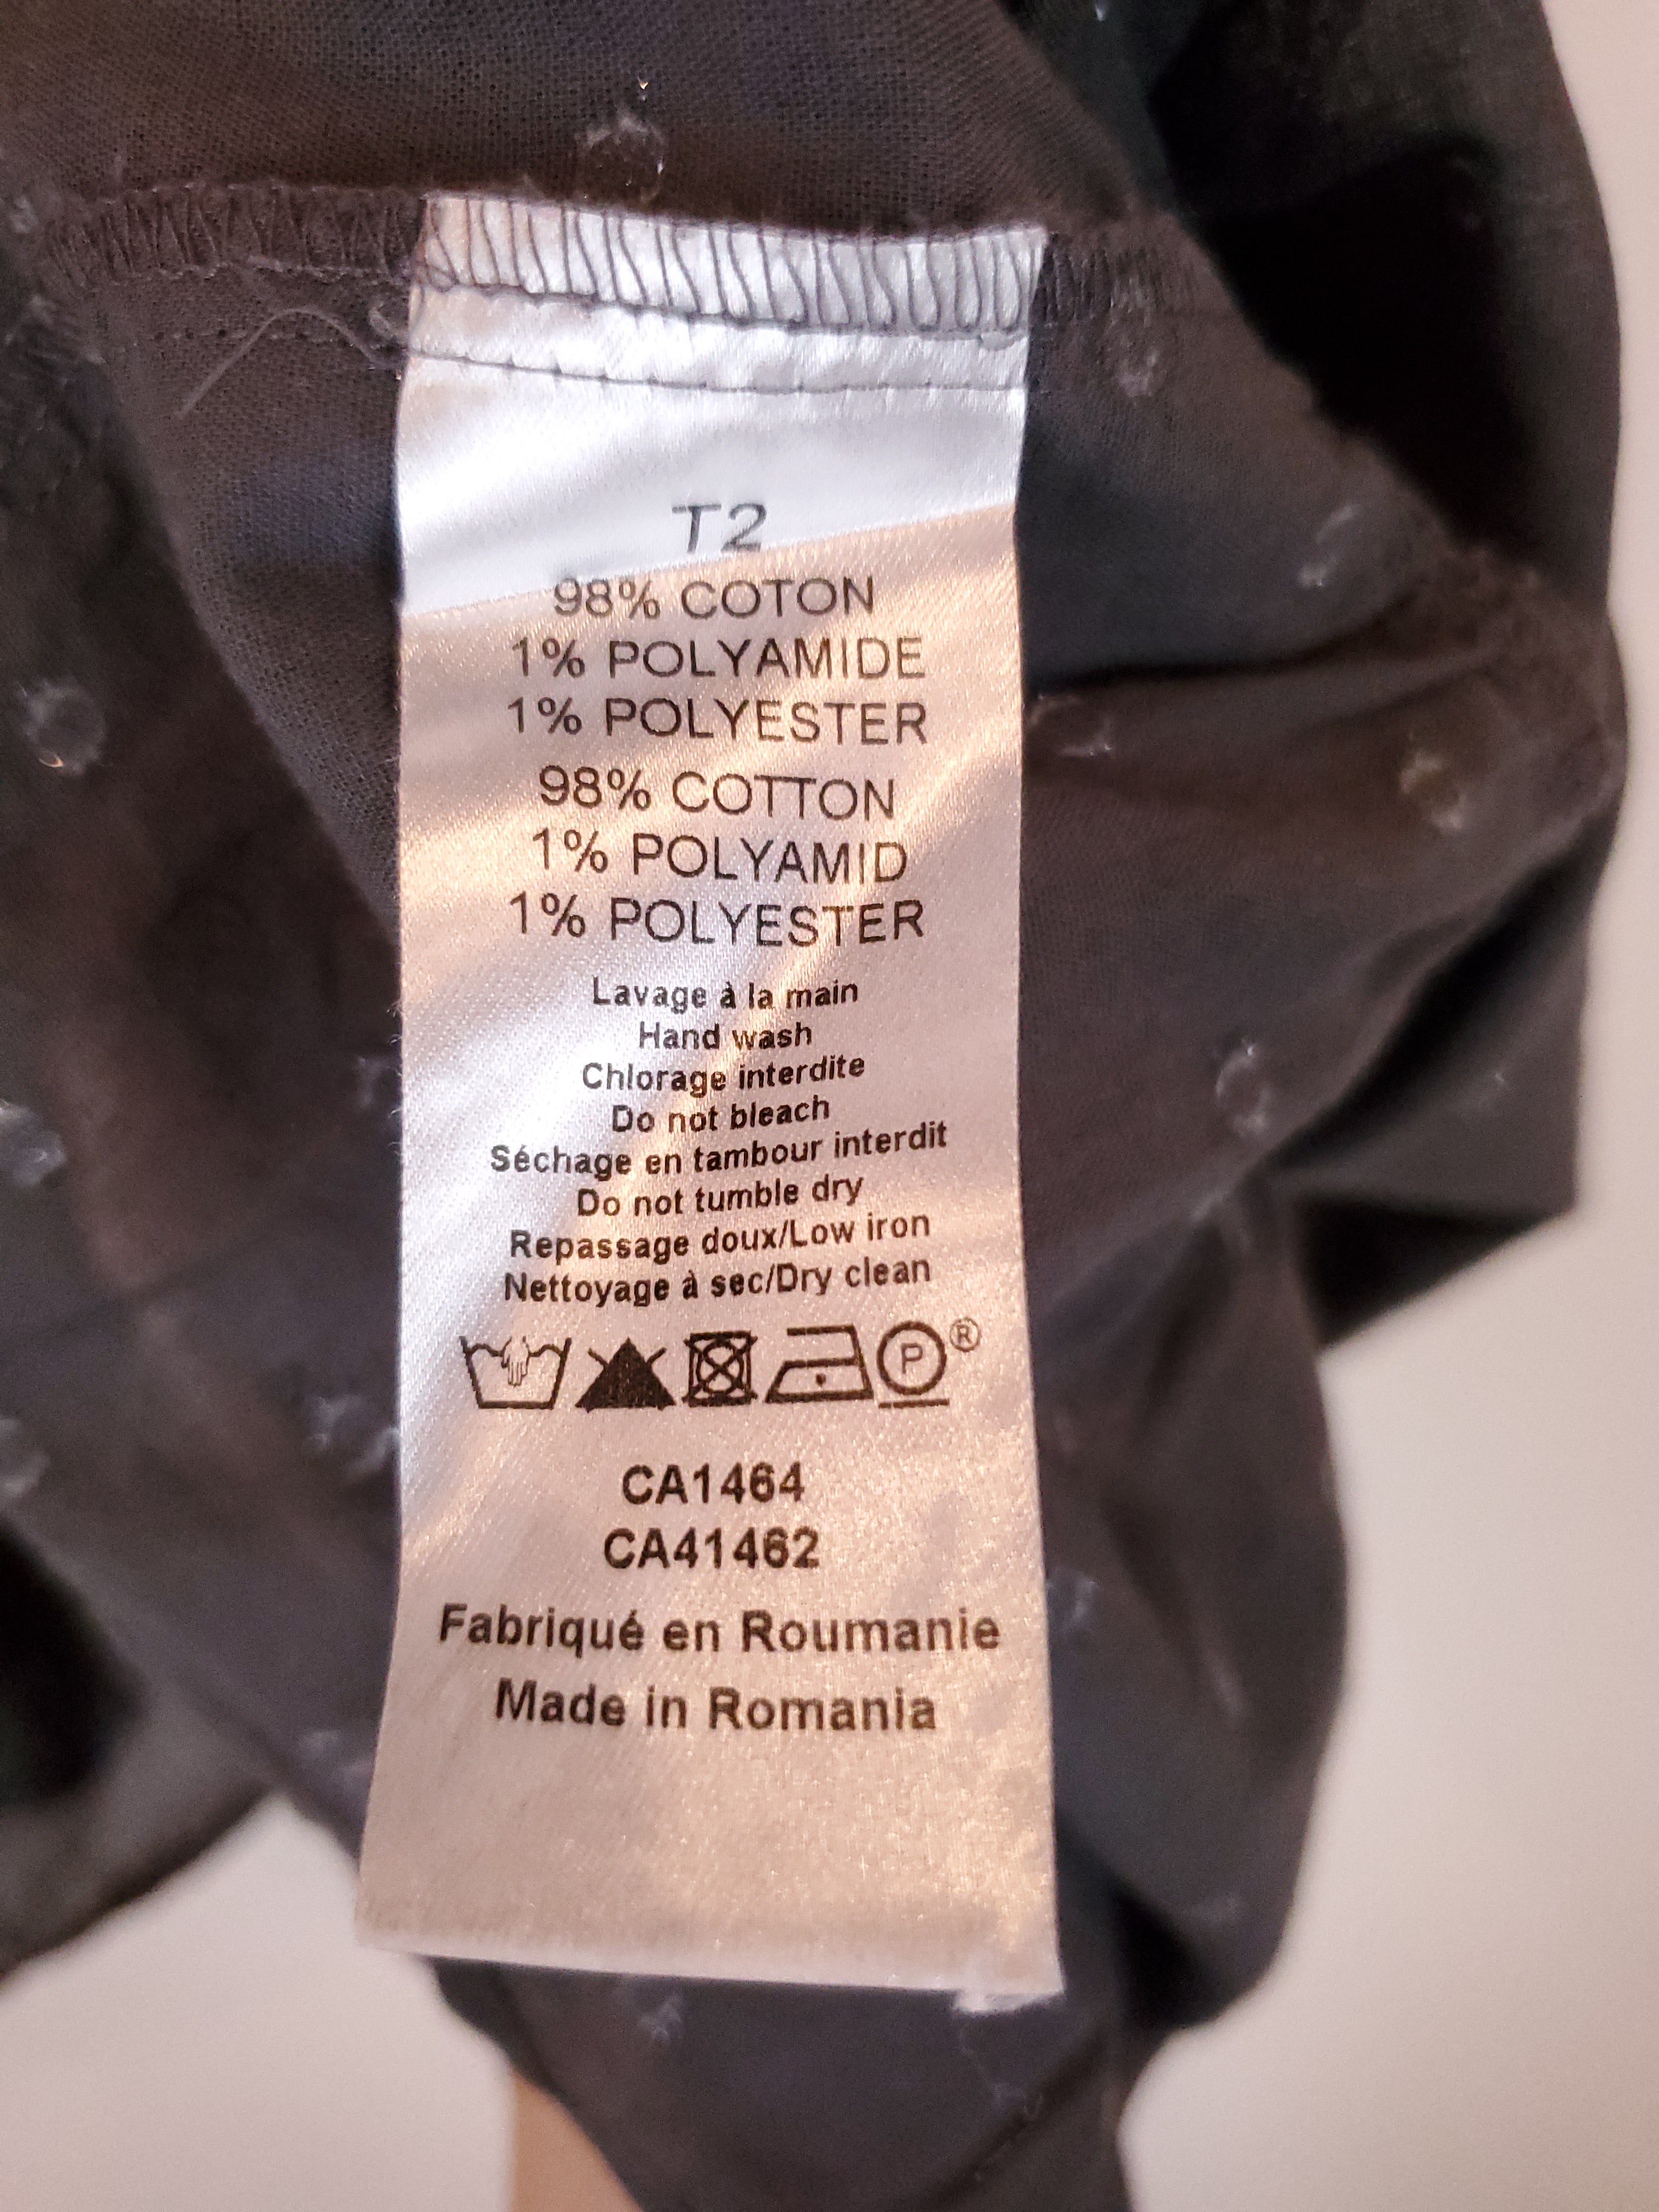 T2
98% COTON
1% POLYAMIDE
1% POLYESTER
98% COTTON
1% POLYAMID
1% POLYESTER
Lavage à la main
Hand wash
Chlorage interdite
Do not bleach
Séchage en tambour interdit
Do not tumble dry
Repassage doux/Low iron
Nettoyage à sec/Dry clean
P ®
CA1464
CA41462
Fabriqué en Roumanie
Made in Romania